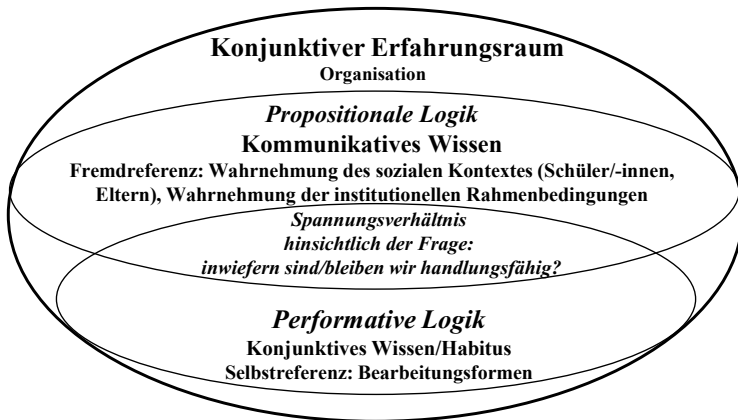 Konjunktiver Erfahrungsraum
Organisation
Propositionale Logik
Kommunikatives Wissen
Fremdreferenz: Wahrnehmung des sozialen Kontextes (Schüler/-innen,
Eltern), Wahrnehmung der institutionellen Rahmenbedingungen
Spannungsverhältnis
hinsichtlich der Frage:
inwiefern sind/bleiben wir handlungsfähig?
Performative Logik
Konjunktives Wissen/Habitus
Selbstreferenz: Bearbeitungsformen